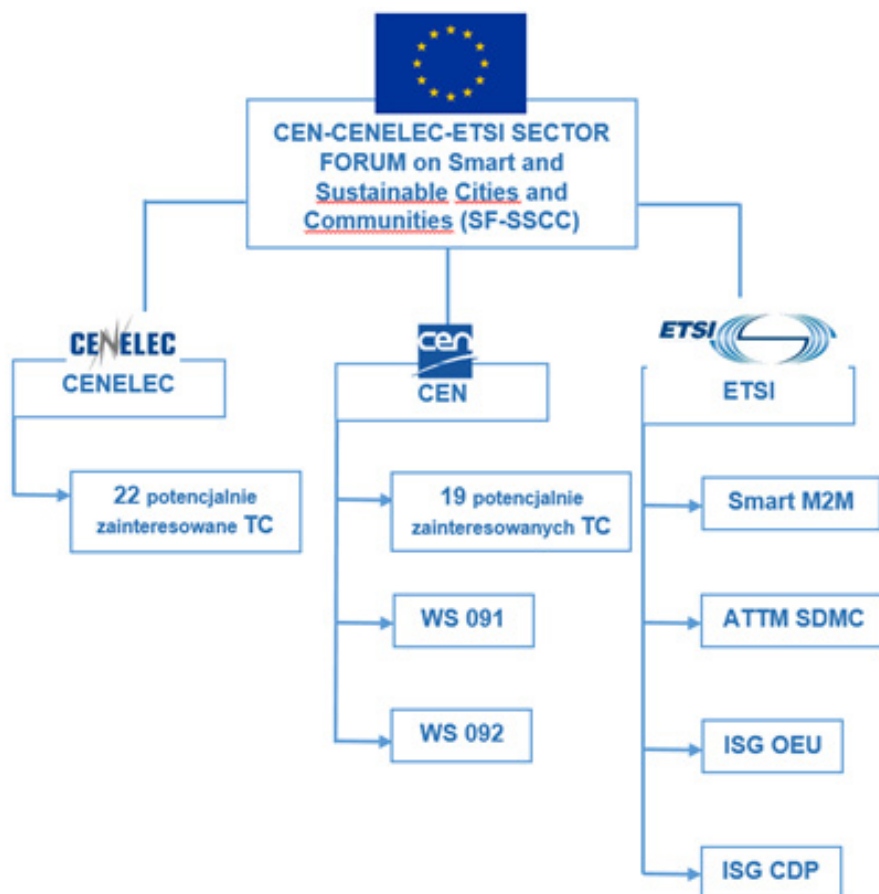 CEN-CENELEC-ETSI SECTOR
FORUM on Smart and
Sustainable Cities and
Communities (SF-SSCC)
CENELEC
CENELEC
cen
CEN
ETSI
ETSI
22 potencjalnie
zainteresowane TC
19 potencjalnie
zainteresowanych TC
WS 091
WS 092
Smart M2M
ATTM SDMC
ISG OEU
ISG CDP